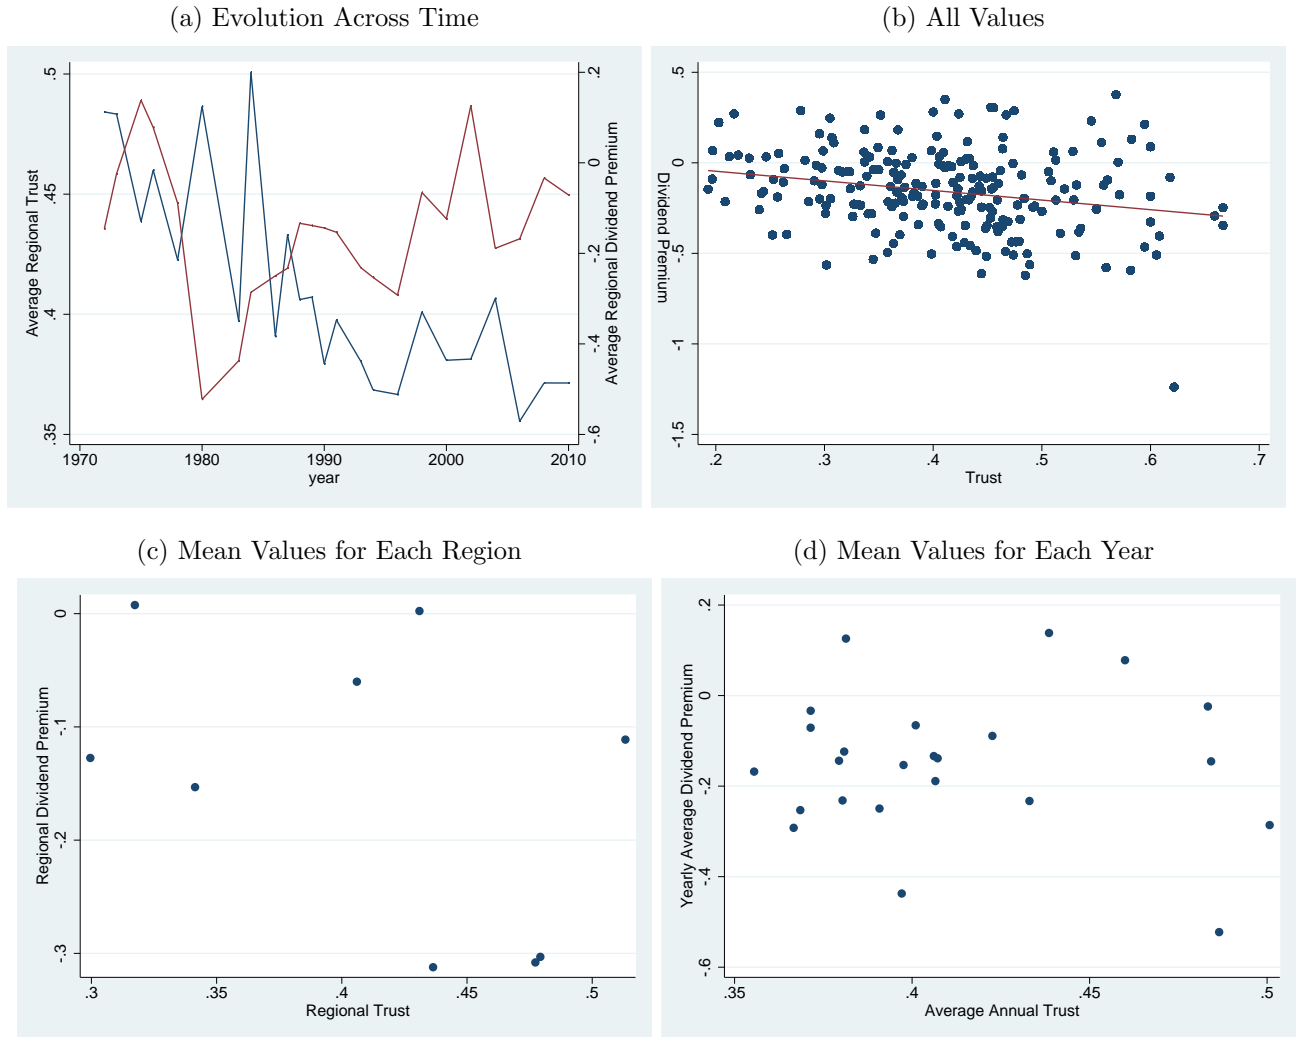 (a) Evolution Across Time
.5
.45
.4
.35
Average Regional Trust
.2
0
-.2
-.4
-.6
Average Regional Dividend Premium
1970 1980 1990 2000 2010
year
(b) All Values
.5
0
-.5
-1
-1.5
Dividend Premium
.2 .3 .4 .5 .6 .7
Trust
(c) Mean Values for Each Region
0
-.1
-.2
-.3
Regional Dividend Premium
.3 .35 .4 .45 .5
Regional Trust
(d) Mean Values for Each Year
.2
0
-.2
-.4
-.6
Yearly Average Dividend Premium
.35 .4 .45 .5
Average Annual Trust